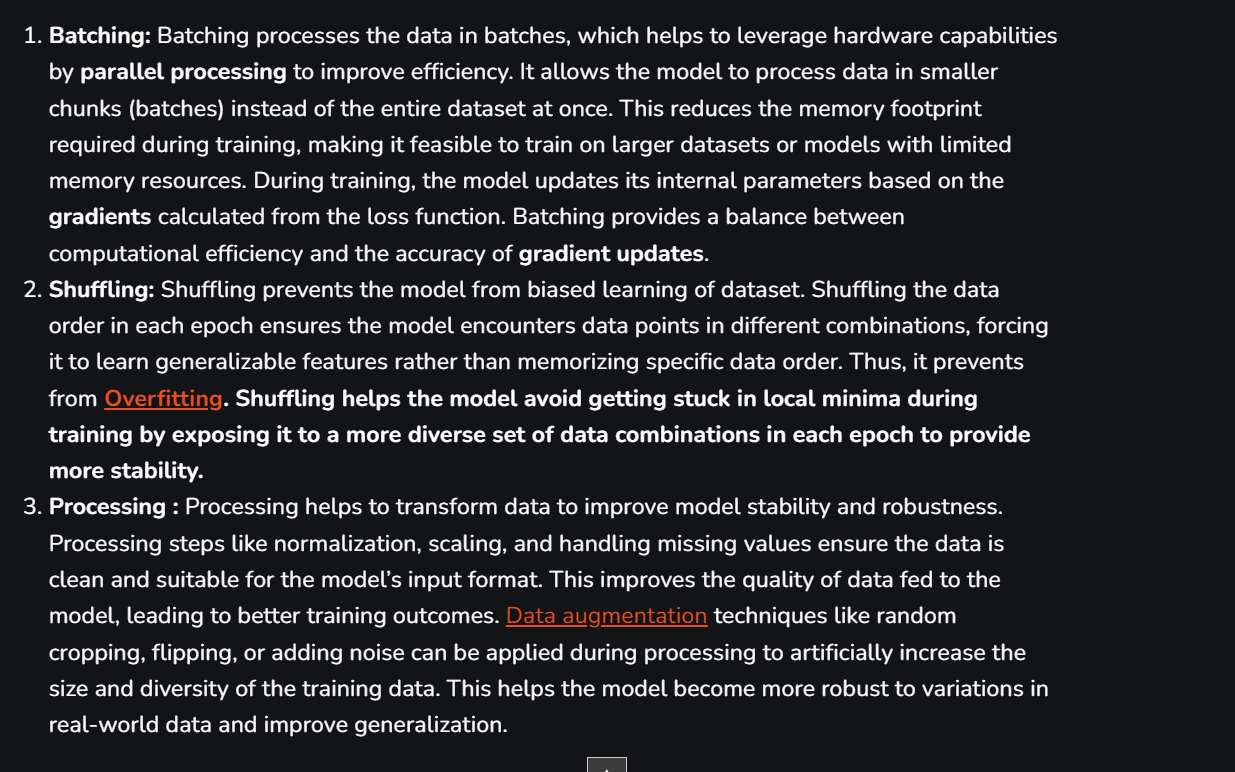 1. Batching: Batching processes the data in batches, which helps to leverage hardware capabilities
by parallel processing to improve efficiency. It allows the model to process data in smaller
chunks (batches) instead of the entire dataset at once. This reduces the memory footprint
required during training, making it feasible to train on larger datasets or models with limited
memory resources. During training, the model updates its internal parameters based on the
gradients calculated from the loss function. Batching provides a balance between
computational efficiency and the accuracy of gradient updates.
2. Shuffling: Shuffling prevents the model from biased learning of dataset. Shuffling the data
order in each epoch ensures the model encounters data points in different combinations, forcing
it to learn generalizable features rather than memorizing specific data order. Thus, it prevents
from Overfitting. Shuffling helps the model avoid getting stuck in local minima during
training by exposing it to a more diverse set of data combinations in each epoch to provide
more stability.
3. Processing : Processing helps to transform data to improve model stability and robustness.
Processing steps like normalization, scaling, and handling missing values ensure the data is
clean and suitable for the model’s input format. This improves the quality of data fed to the
model, leading to better training outcomes. Data augmentation techniques like random
cropping, flipping, or adding noise can be applied during processing to artificially increase the
size and diversity of the training data. This helps the model become more robust to variations in
real-world data and improve generalization.